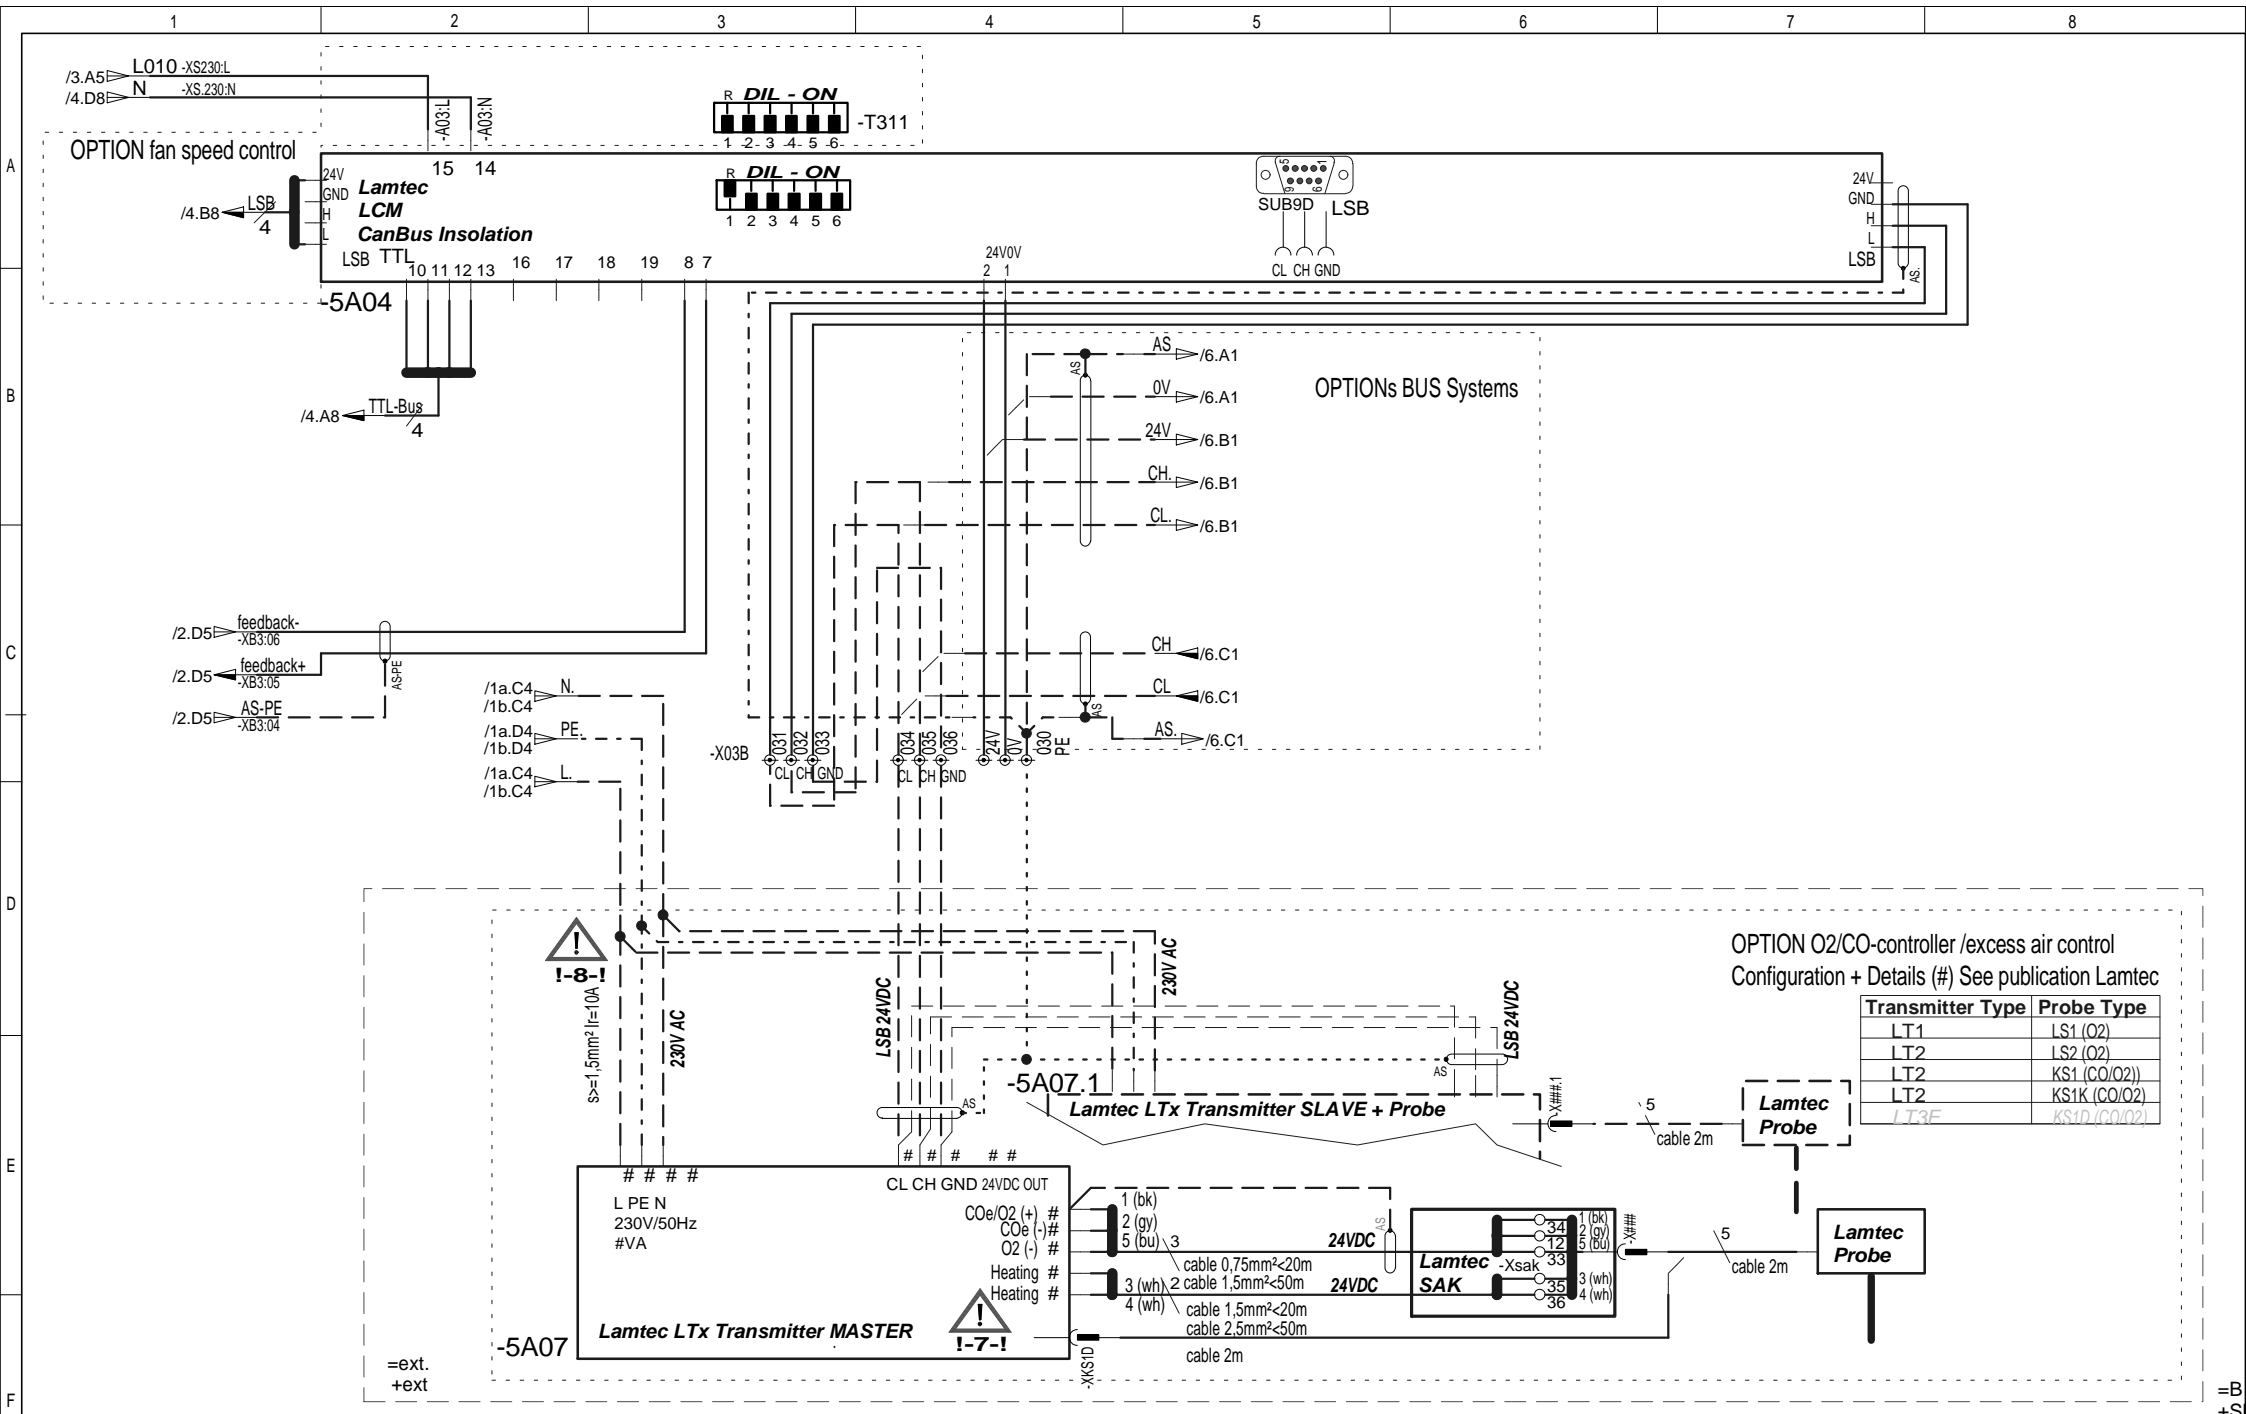 1 2 3 4 5 6 7 8
A
B
C
D
E
F
/3.A5 L010 -XS230:L
/4.D8 N -XS.230:N
-A03:L
-A03:N
R DIL - ON
-T311
1 2 3 4 5 6
OPTION fan speed control
15 14
24V
GND
H
L
LSB
Lamtec
LCM
CanBus Insolation
TTL
/4.B8 LSB
4
R DIL - ON
1 2 3 4 5 6
5 1
9 6
SUB9D LSB
CL CH GND
24V
GND
H
L
LSB
AS.
10 11 12 13 16 17 18 19 8 7
24V0V
2 1
-5A04
/4.A8 TTL-Bus
4
AS /6.A1
AS
0V /6.A1
24V /6.B1
CH. /6.B1
CL. /6.B1
OPTIONs BUS Systems
/2.D5 feedback-
-XB3:06
/2.D5 feedback+
-XB3:05
/2.D5 AS-PE
-XB3:04
AS-PE
CH /6.C1
CL /6.C1
AS
AS. /6.C1
/1a.C4 N.
/1b.C4
/1a.D4 PE.
/1b.D4
/1a.C4 L.
/1b.C4
-X03B
031 032 033 034 035 036 24V 0V 030 PE
CL CH GND CL CH GND
!
!-8-!
s>=1,5mm² Ir=10A
230V AC
LSB 24VDC
230V AC
LSB 24VDC
OPTION O2/CO-controller /excess air control
Configuration + Details (#) See publication Lamtec
Transmitter Type Probe Type
LT1 LS1 (O2)
LT2 LS2 (O2)
LT2 KS1 (CO/O2))
LT2 KS1K (CO/O2)
LT3F KS1D (CO/O2)
-5A07.1
AS
AS
Lamtec LTx Transmitter SLAVE + Probe
-X###.1
5
cable 2m
Lamtec
Probe
# # # #
# # # # #
L PE N
230V/50Hz
#VA
CL CH GND 24VDC OUT
COe/O2 (+) #
COe (-)#
O2 (-) #
Heating #
Heating #
1 (bk)
2 (gy)
5 (bu) 3
cable 0,75mm²<20m
3 (wh) 2 cable 1,5mm²<50m
4 (wh)
cable 1,5mm²<20m
cable 2,5mm²<50m
24VDC
24VDC
AS
Lamtec
SAK
-Xsak
34
12
33
35
36
1 (bk)
2 (gy)
5 (bu)
3 (wh)
4 (wh)
-X###
5
cable 2m
Lamtec
Probe
-5A07
Lamtec LTx Transmitter MASTER
!
!-7-!
-XKS1D
cable 2m
=ext.
+ext
=B